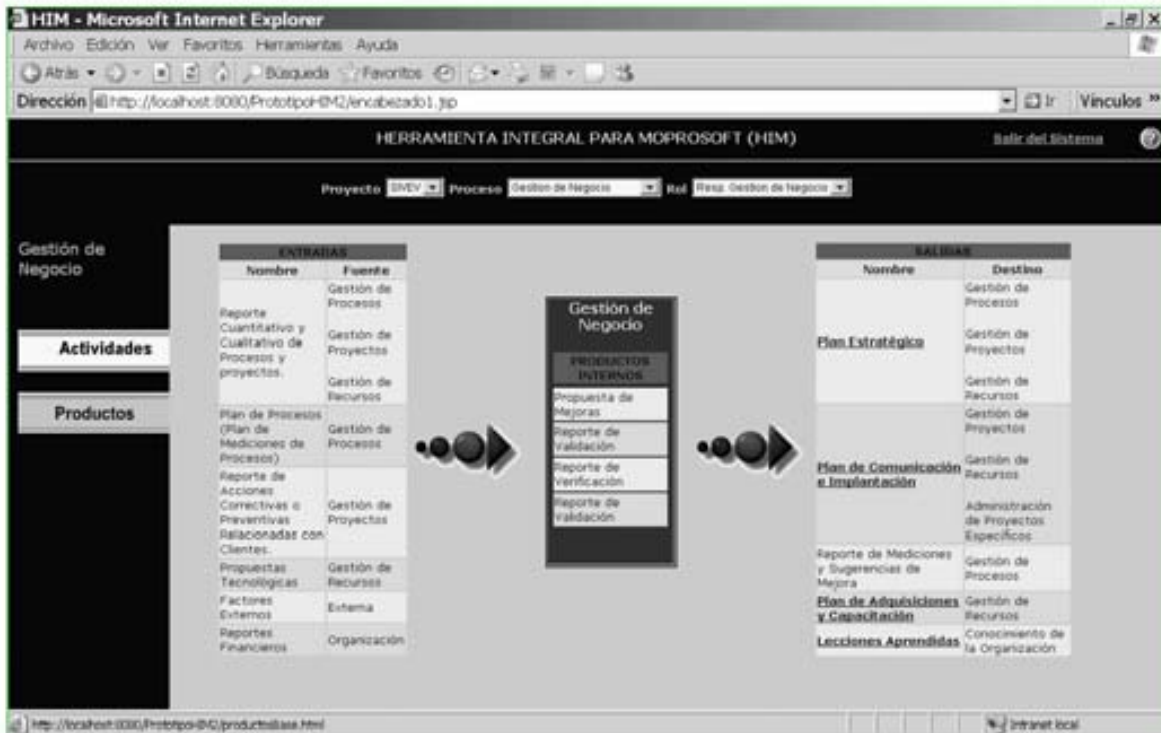 HIM - Microsoft Internet Explorer
Archivo Edición Ver Favoritos Herramientas Ayuda
Atrás Búsqueda Favoritos
Dirección http://localhost:8080/PrototipoHIM2/encabezado1.jsp Ir Vínculos »
HERRAMIENTA INTEGRAL PARA MOPROSOFT (HIM) Salir del Sistema ?
Proyecto SIVEV Proceso Gestion de Negocio Rol Resp. Gestion de Negocio
Gestión de
Negocio
Actividades
Productos
ENTRADAS
Nombre Fuente
Reporte
Cuantitativo y
Cualitativo de
Procesos y
proyectos.
Gestión de
Procesos
Gestión de
Proyectos
Gestión de
Recursos
Plan de Procesos
(Plan de
Mediciones de
Procesos)
Gestión de
Procesos
Reporte de
Acciones
Correctivas o
Preventivas
Relacionadas con
Clientes.
Gestión de
Proyectos
Propuestas
Tecnológicas
Gestión de
Recursos
Factores
Externos
Externa
Reportes
Financieros
Organización
Gestión de
Negocio
PRODUCTOS
INTERNOS
Propuesta de
Mejoras
Reporte de
Validación
Reporte de
Verificación
Reporte de
Validación
SALIDAS
Nombre Destino
Plan Estratégico
Gestión de
Procesos
Gestión de
Proyectos
Gestión de
Recursos
Plan de Comunicación
e Implantación
Gestión de
Proyectos
Gestión de
Recursos
Administración
de Proyectos
Específicos
Reporte de Mediciones
y Sugerencias de
Mejora
Gestión de
Procesos
Plan de Adquisiciones
y Capacitación
Gestión de
Recursos
Lecciones Aprendidas
Conocimiento de
la Organización
http://localhost:8080/PrototipoHIM2/productosBase.html Intranet local